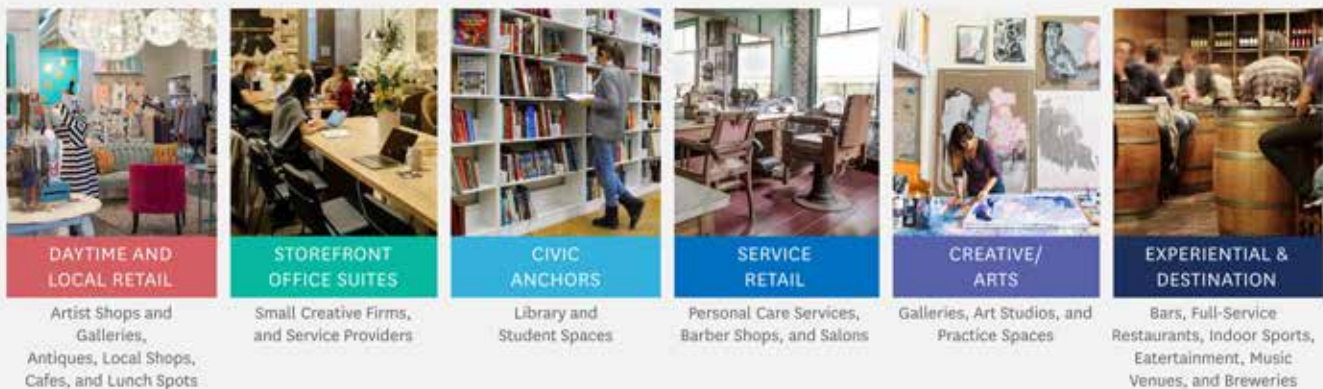 DAYTIME AND
LOCAL RETAIL
Artist Shops and
Galleries,
Antiques, Local Shops,
Cafes, and Lunch Spots
STOREFRONT
OFFICE SUITES
Small Creative Firms,
and Service Providers
CIVIC
ANCHORS
Library and
Student Spaces
SERVICE
RETAIL
Personal Care Services,
Barber Shops, and Salons
CREATIVE/
ARTS
Galleries, Art Studios, and
Practice Spaces
EXPERIENTIAL &
DESTINATION
Bars, Full-Service
Restaurants, Indoor Sports,
Eatertainment, Music
Venues, and Breweries